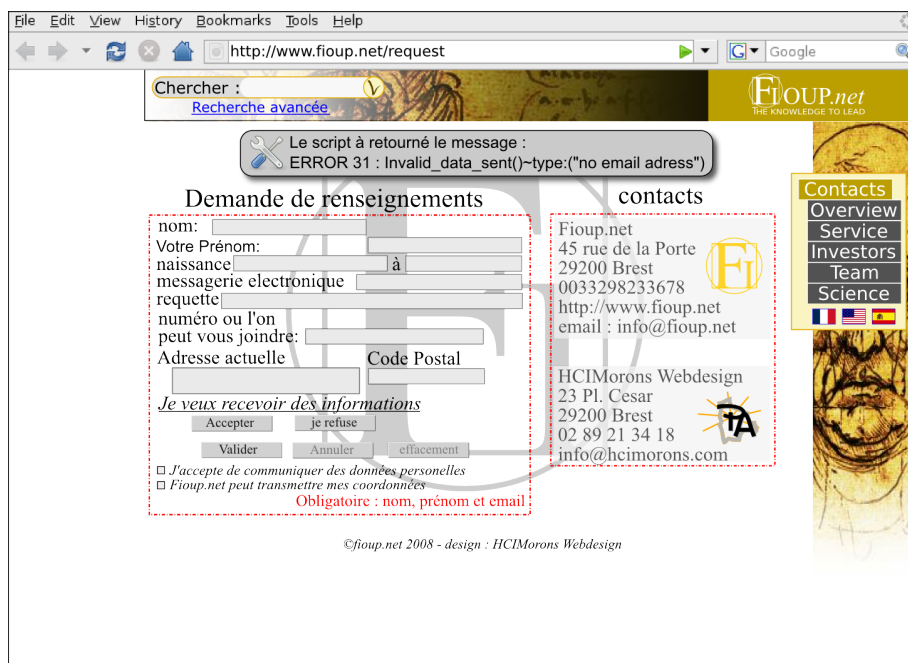 File Edit View History Bookmarks Tools Help
http://www.fioup.net/request
G Google
Chercher :
V
Recherche avancée
FIOUP.net
THE KNOWLEDGE TO LEAD
Le script à retourné le message :
ERROR 31 : Invalid_data_sent()~type:("no email adress")
Demande de renseignements
nom:
Votre Prénom:
naissance à
messagerie electronique
requette
numéro ou l'on
peut vous joindre:
Adresse actuelle Code Postal
Je veux recevoir des informations
Accepter je refuse
Valider Annuler effacement
J'accepte de communiquer des données personelles
Fioup.net peut transmettre mes coordonnées
Obligatoire : nom, prénom et email
contacts
Fioup.net
45 rue de la Porte
29200 Brest
0033298233678
http://www.fioup.net
email : info@fioup.net
FI
HCIMorons Webdesign
23 Pl. Cesar
29200 Brest
02 89 21 34 18
info@hcimorons.com
Contacts
Overview
Service
Investors
Team
Science
©fioup.net 2008 - design : HCIMorons Webdesign